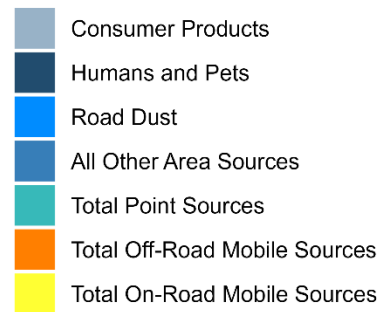 Consumer Products
Humans and Pets
Road Dust
All Other Area Sources
Total Point Sources
Total Off-Road Mobile Sources
Total On-Road Mobile Sources